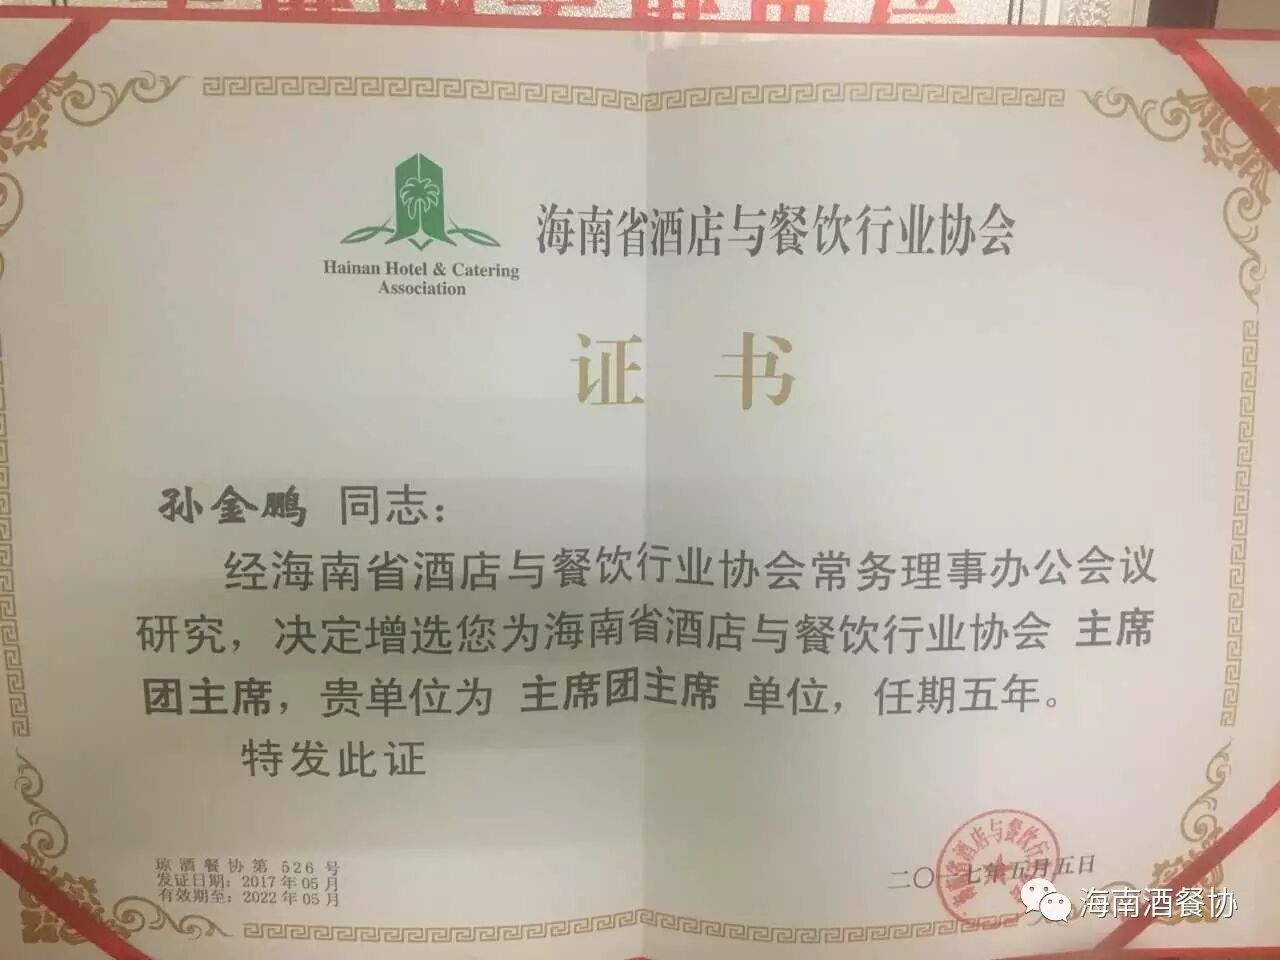 海南省酒店与餐饮行业协会
Hainan Hotel & Catering
Association
证书
孙金鹏 同志：
经海南省酒店与餐饮行业协会常务理事办公会议
研究，决定增选您为海南省酒店与餐饮行业协会 主席
团主席，贵单位为 主席团主席 单位，任期五年。
特发此证
琼酒餐协第 526 号
发证日期：2017年05月
有效期至：2022年05月
二〇一七年五月五日
海南酒餐协